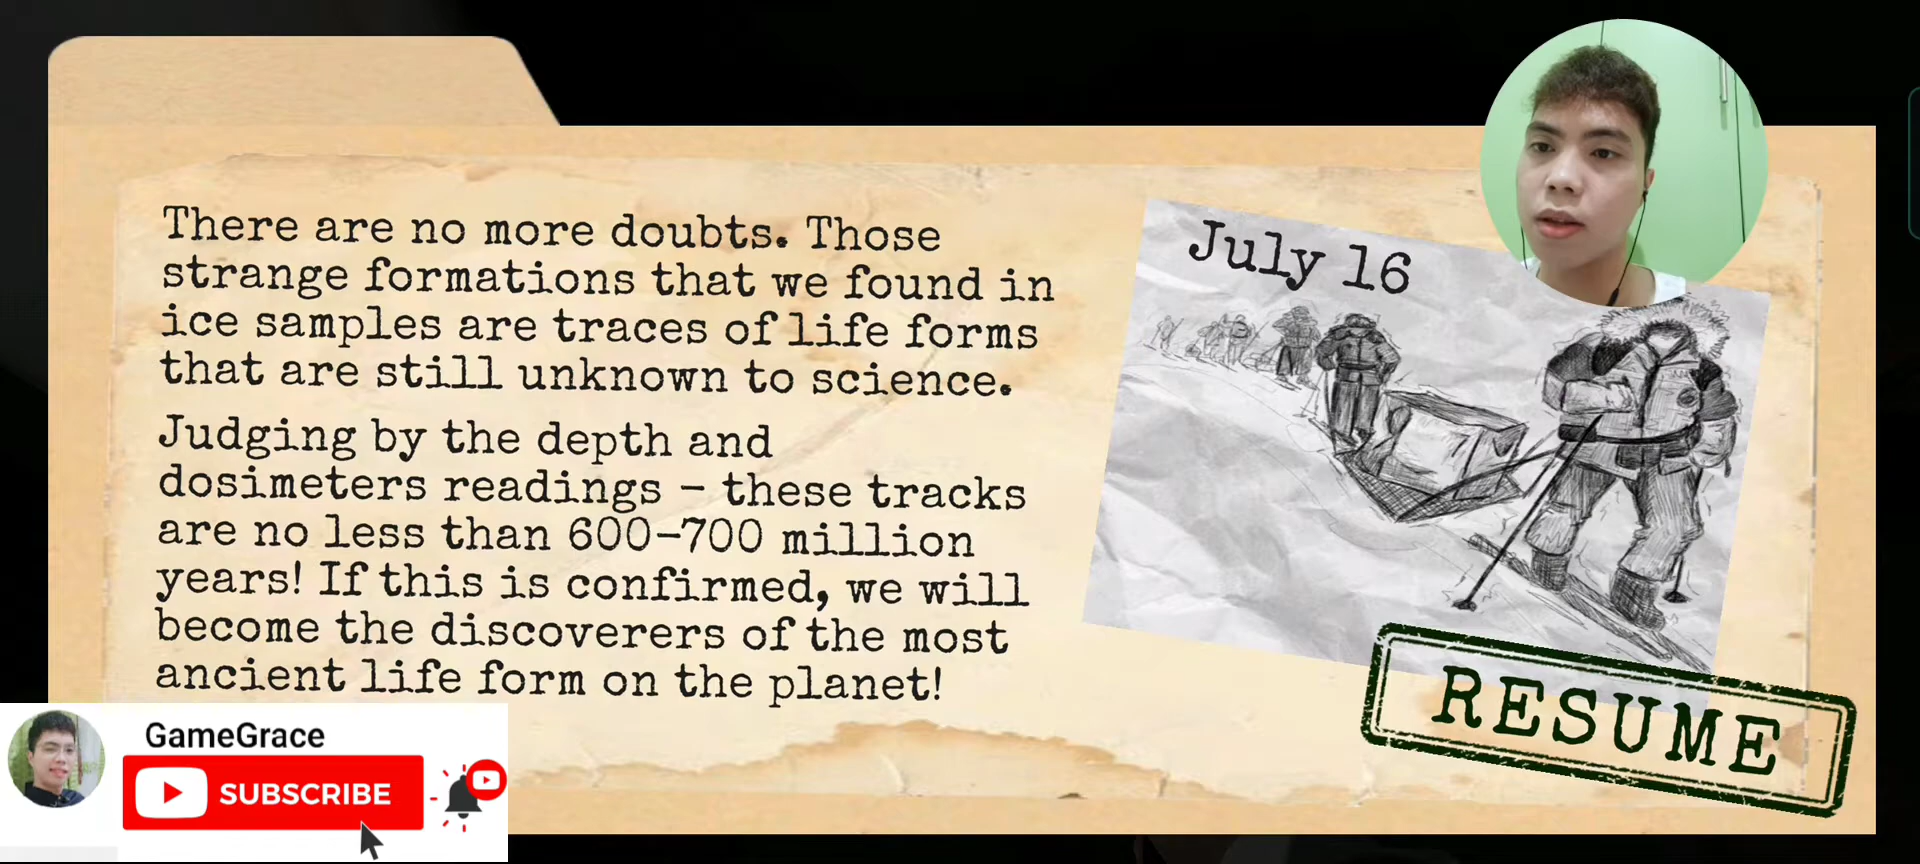 There are no more doubts. Those
strange formations that we found in
ice samples are traces of life forms
that are still unknown to science.
Judging by the depth and
dosimeters readings – these tracks
are no less than 600-700 million
years! If this is confirmed, we will
become the discoverers of the most
ancient life form on the planet!
July 16
RESUME
GameGrace
SUBSCRIBE